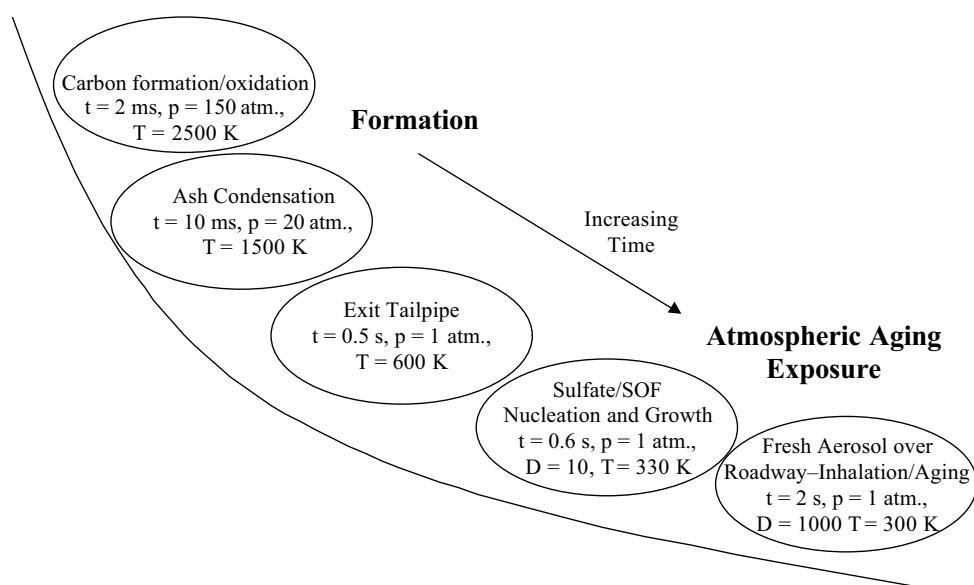 Carbon formation/oxidation
t = 2 ms, p = 150 atm.,
T = 2500 K
Formation
Ash Condensation
t = 10 ms, p = 20 atm.,
T = 1500 K
Increasing
Time
Exit Tailpipe
t = 0.5 s, p = 1 atm.,
T = 600 K
Atmospheric Aging
Exposure
Sulfate/SOF
Nucleation and Growth
t = 0.6 s, p = 1 atm.,
D = 10, T = 330 K
Fresh Aerosol over
Roadway–Inhalation/Aging
t = 2 s, p = 1 atm.,
D = 1000 T = 300 K